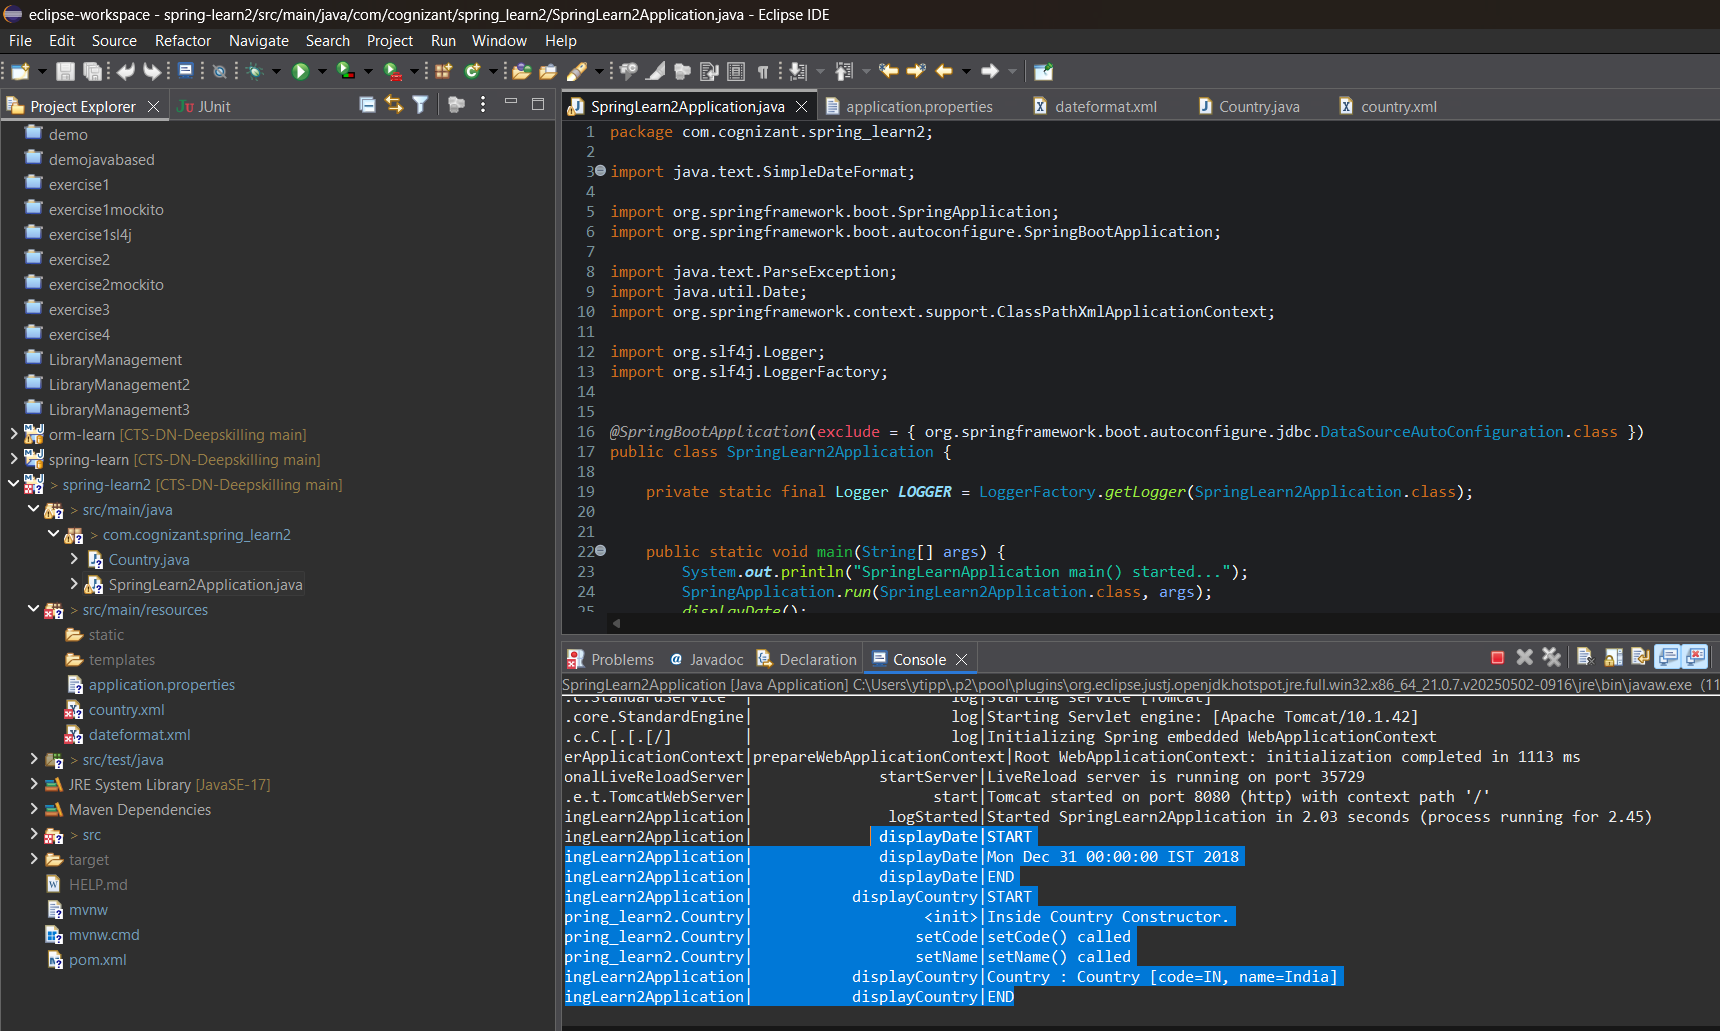 eclipse-workspace - spring-learn2/src/main/java/com/cognizant/spring_learn2/SpringLearn2Application.java - Eclipse IDE
File Edit Source Refactor Navigate Search Project Run Window Help
Project Explorer JUnit
demo
demojavabased
exercise1
exercise1mockito
exercise1sl4j
exercise2
exercise2mockito
exercise3
exercise4
LibraryManagement
LibraryManagement2
LibraryManagement3
orm-learn [CTS-DN-Deepskilling main]
spring-learn [CTS-DN-Deepskilling main]
> spring-learn2 [CTS-DN-Deepskilling main]
> src/main/java
> com.cognizant.spring_learn2
Country.java
SpringLearn2Application.java
> src/main/resources
static
templates
application.properties
country.xml
dateformat.xml
> src/test/java
JRE System Library [JavaSE-17]
Maven Dependencies
> src
target
HELP.md
mvnw
mvnw.cmd
pom.xml
SpringLearn2Application.java application.properties dateformat.xml Country.java country.xml
1 package com.cognizant.spring_learn2;
2
3 import java.text.SimpleDateFormat;
4
5 import org.springframework.boot.SpringApplication;
6 import org.springframework.boot.autoconfigure.SpringBootApplication;
7
8 import java.text.ParseException;
9 import java.util.Date;
10 import org.springframework.context.support.ClassPathXmlApplicationContext;
11
12 import org.slf4j.Logger;
13 import org.slf4j.LoggerFactory;
14
15
16 @SpringBootApplication(exclude = { org.springframework.boot.autoconfigure.jdbc.DataSourceAutoConfiguration.class })
17 public class SpringLearn2Application {
18
19 private static final Logger LOGGER = LoggerFactory.getLogger(SpringLearn2Application.class);
20
21
22 public static void main(String[] args) {
23 System.out.println("SpringLearnApplication main() started...");
24 SpringApplication.run(SpringLearn2Application.class, args);
25 displayDate();
Problems Javadoc Declaration Console
SpringLearn2Application [Java Application] C:\Users\ytipp\.p2\pool\plugins\org.eclipse.justj.openjdk.hotspot.jre.full.win32.x86_64_21.0.7.v20250502-0916\jre\bin\javaw.exe (11
.c.StandardService | log|Starting service [Tomcat]
.core.StandardEngine| log|Starting Servlet engine: [Apache Tomcat/10.1.42]
.c.C.[.[.[/] | log|Initializing Spring embedded WebApplicationContext
erApplicationContext|prepareWebApplicationContext|Root WebApplicationContext: initialization completed in 1113 ms
onalLiveReloadServer| startServer|LiveReload server is running on port 35729
.e.t.TomcatWebServer| start|Tomcat started on port 8080 (http) with context path '/'
ingLearn2Application| logStarted|Started SpringLearn2Application in 2.03 seconds (process running for 2.45)
ingLearn2Application| displayDate|START
ingLearn2Application| displayDate|Mon Dec 31 00:00:00 IST 2018
ingLearn2Application| displayDate|END
ingLearn2Application| displayCountry|START
pring_learn2.Country| <init>|Inside Country Constructor.
pring_learn2.Country| setCode|setCode() called
pring_learn2.Country| setName|setName() called
ingLearn2Application| displayCountry|Country : Country [code=IN, name=India]
ingLearn2Application| displayCountry|END